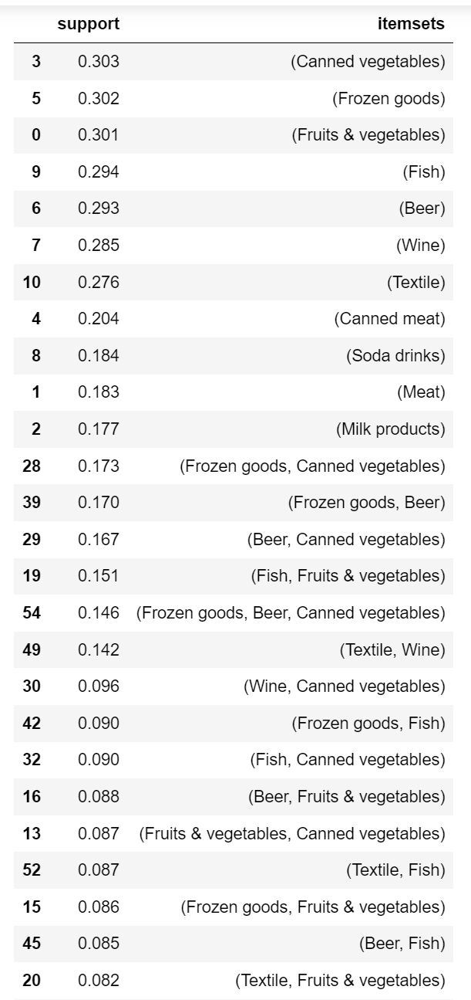 support itemsets
3 0.303 (Canned vegetables)
5 0.302 (Frozen goods)
0 0.301 (Fruits & vegetables)
9 0.294 (Fish)
6 0.293 (Beer)
7 0.285 (Wine)
10 0.276 (Textile)
4 0.204 (Canned meat)
8 0.184 (Soda drinks)
1 0.183 (Meat)
2 0.177 (Milk products)
28 0.173 (Frozen goods, Canned vegetables)
39 0.170 (Frozen goods, Beer)
29 0.167 (Beer, Canned vegetables)
19 0.151 (Fish, Fruits & vegetables)
54 0.146 (Frozen goods, Beer, Canned vegetables)
49 0.142 (Textile, Wine)
30 0.096 (Wine, Canned vegetables)
42 0.090 (Frozen goods, Fish)
32 0.090 (Fish, Canned vegetables)
16 0.088 (Beer, Fruits & vegetables)
13 0.087 (Fruits & vegetables, Canned vegetables)
52 0.087 (Textile, Fish)
15 0.086 (Frozen goods, Fruits & vegetables)
45 0.085 (Beer, Fish)
20 0.082 (Textile, Fruits & vegetables)